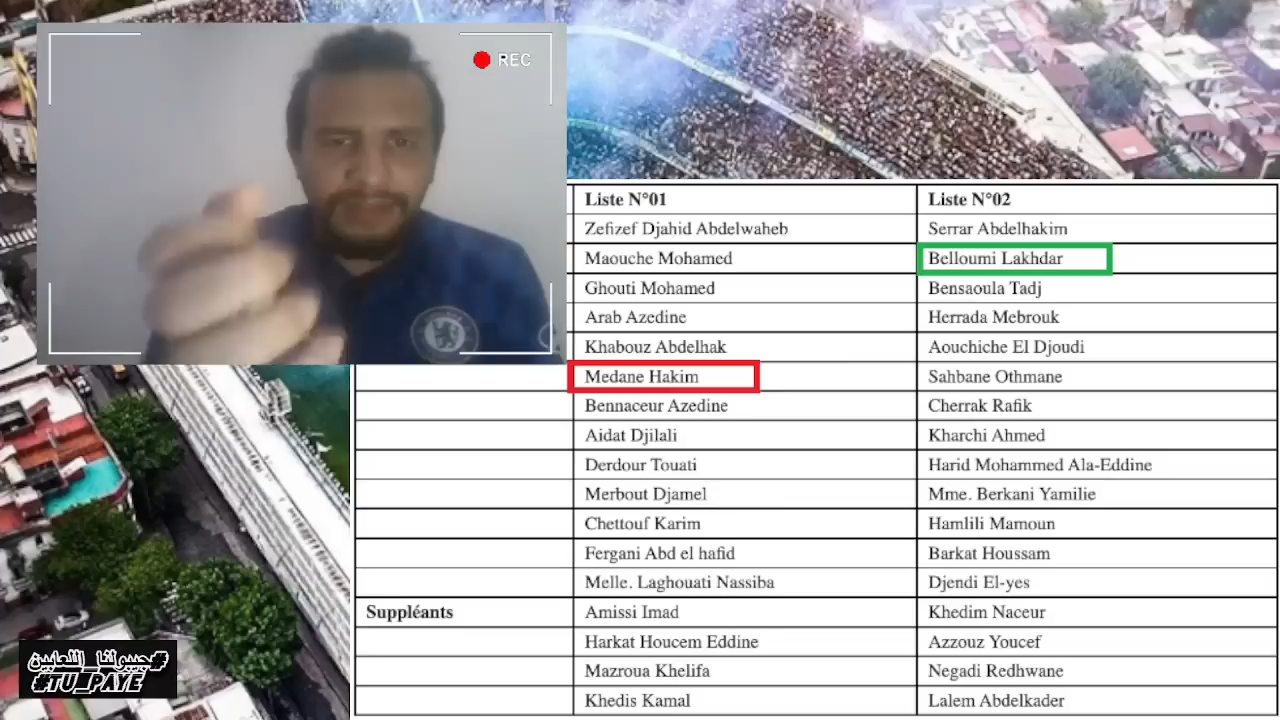 REC
Liste N°01 Liste N°02
Zefizef Djahid Abdelwaheb Serrar Abdelhakim
Maouche Mohamed Belloumi Lakhdar
Ghouti Mohamed Bensaoula Tadj
Arab Azedine Herrada Mebrouk
Khabouz Abdelhak Aouchiche El Djoudi
Medane Hakim Sahbane Othmane
Bennaceur Azedine Cherrak Rafik
Aidat Djilali Kharchi Ahmed
Derdour Touati Harid Mohammed Ala-Eddine
Merbout Djamel Mme. Berkani Yamilie
Chettouf Karim Hamlili Mamoun
Fergani Abd el hafid Barkat Houssam
Melle. Laghouati Nassiba Djendi El-yes
Suppléants Amissi Imad Khedim Naceur
Harkat Houcem Eddine Azzouz Youcef
Mazroua Khelifa Negadi Redhwane
Khedis Kamal Lalem Abdelkader
#جيبولنا_اللعابين
#TU_PAYE